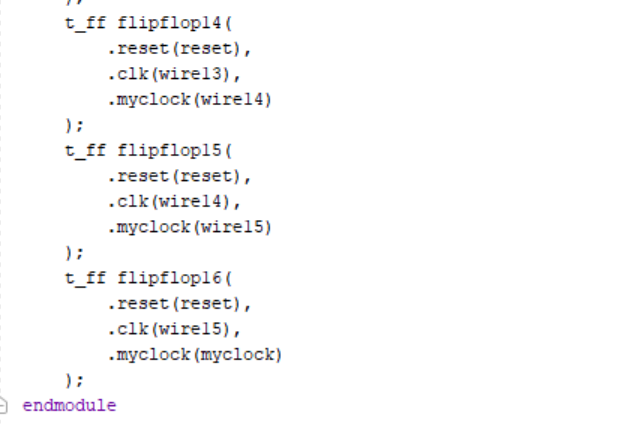 );
t_ff flipflop14(
.reset(reset),
.clk(wire13),
.myclock(wire14)
);
t_ff flipflop15(
.reset(reset),
.clk(wire14),
.myclock(wire15)
);
t_ff flipflop16(
.reset(reset),
.clk(wire15),
.myclock(myclock)
);
endmodule